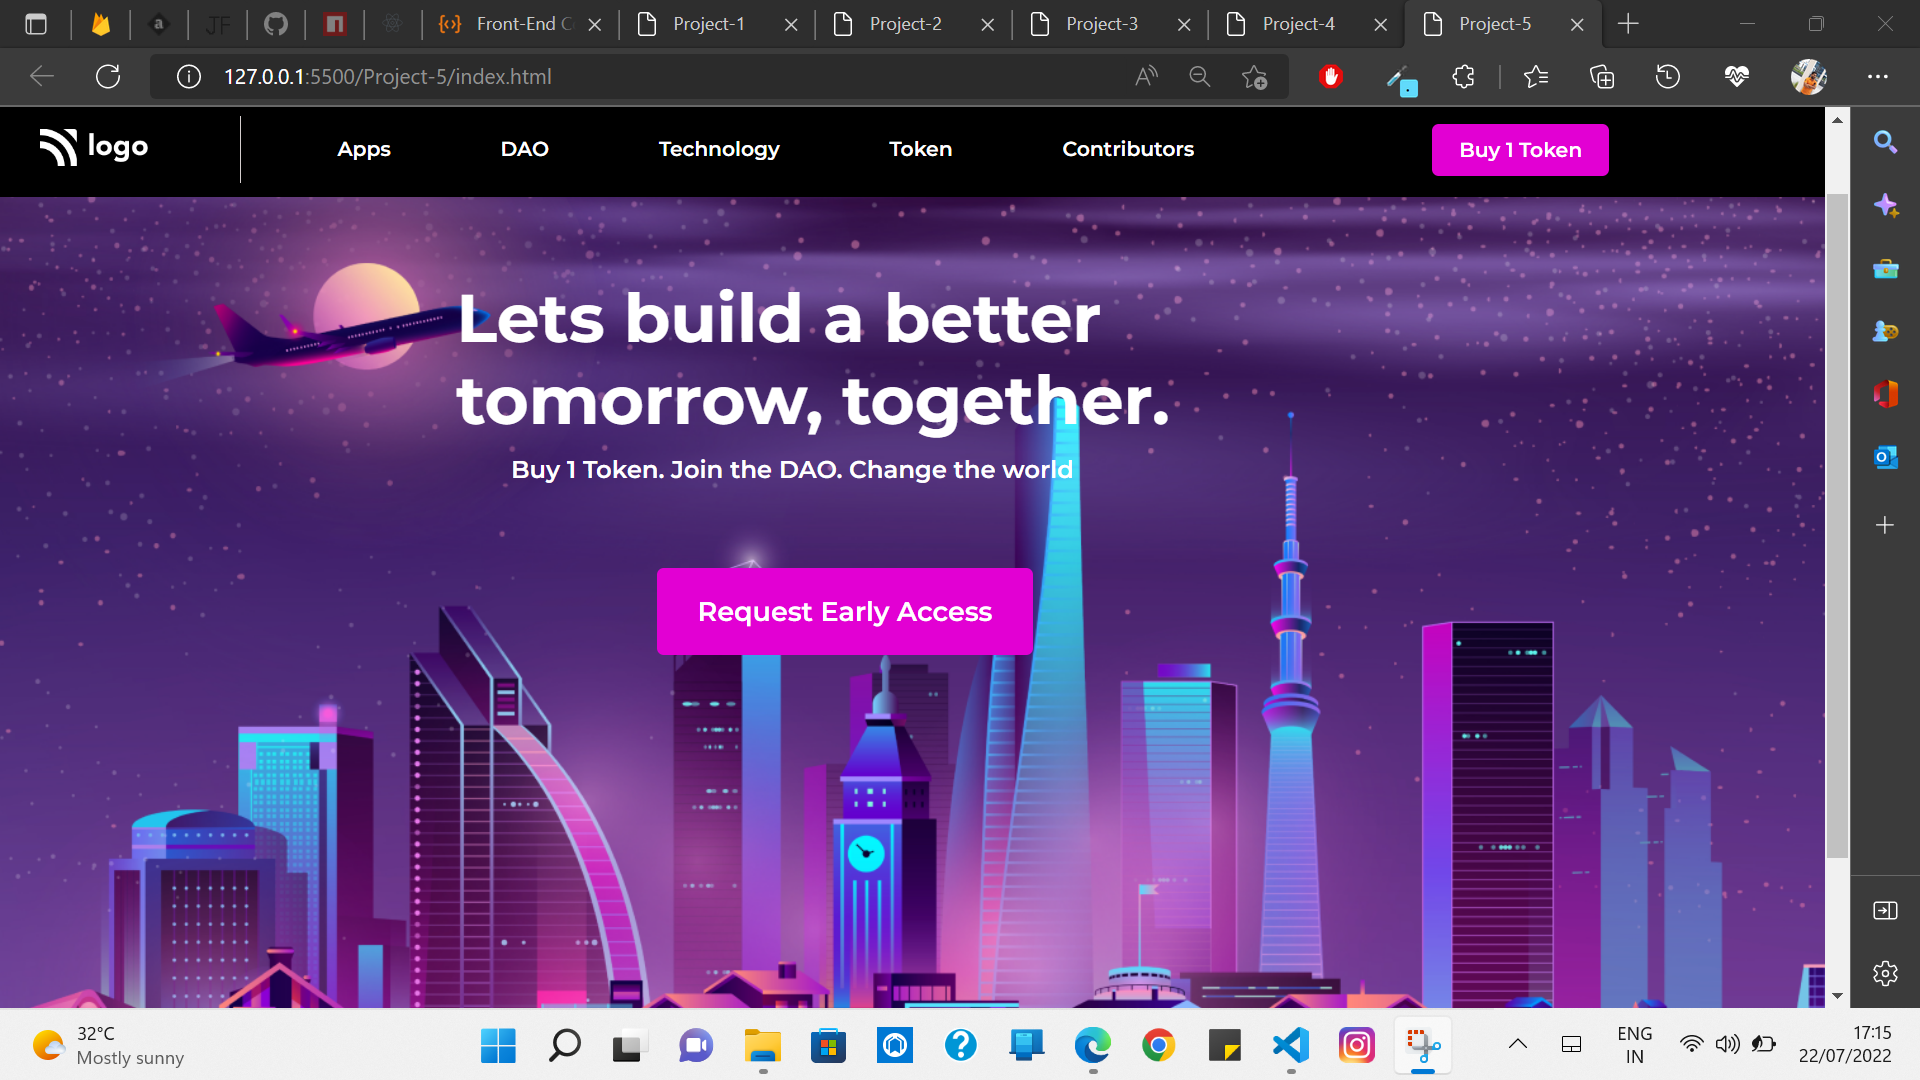 JF
Front-End C
Project-1
Project-2
Project-3
Project-4
Project-5
127.0.0.1:5500/Project-5/index.html
logo
Apps
DAO
Technology
Token
Contributors
Buy 1 Token
Lets build a better
tomorrow, together.
Buy 1 Token. Join the DAO. Change the world
Request Early Access
32°C
Mostly sunny
ENG
IN
17:15
22/07/2022